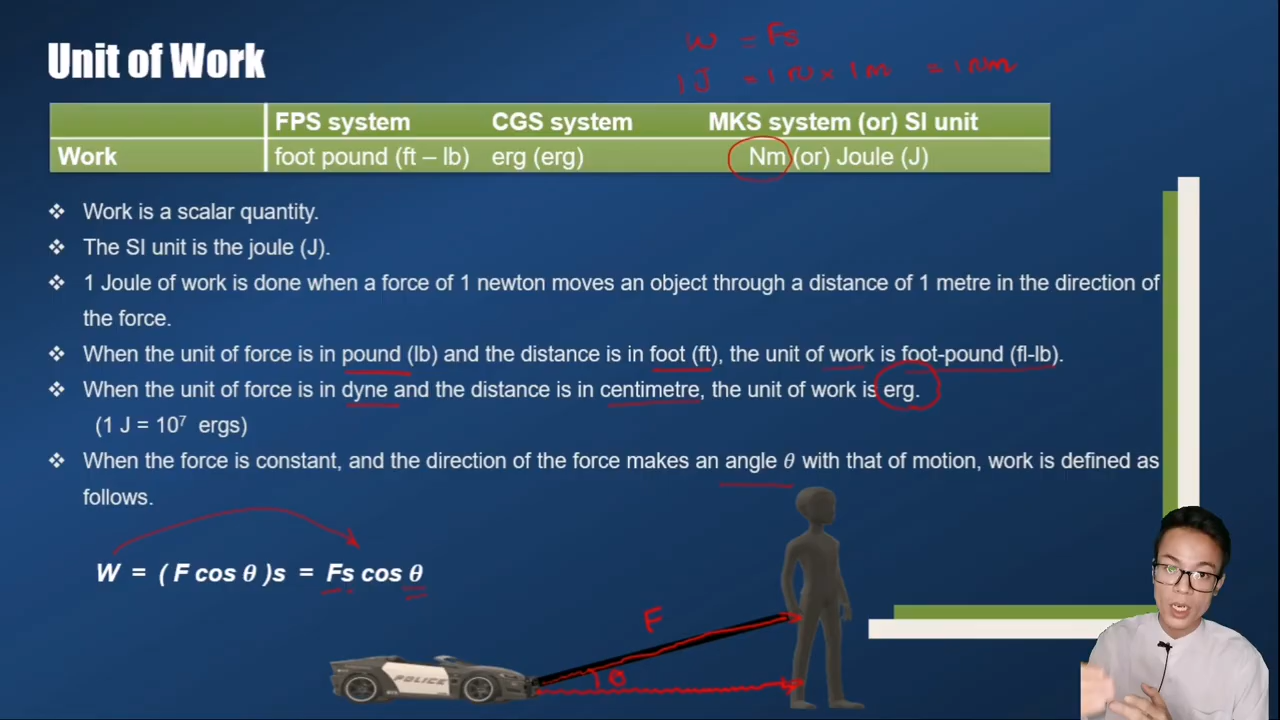 W = Fs
1 J = 1 N × 1 m = 1 Nm
Unit of Work
FPS system CGS system MKS system (or) SI unit
Work foot pound (ft – lb) erg (erg) Nm (or) Joule (J)
❖ Work is a scalar quantity.
❖ The SI unit is the joule (J).
❖ 1 Joule of work is done when a force of 1 newton moves an object through a distance of 1 metre in the direction of
the force.
❖ When the unit of force is in pound (lb) and the distance is in foot (ft), the unit of work is foot-pound (fl-lb).
❖ When the unit of force is in dyne and the distance is in centimetre, the unit of work is erg.
(1 J = 10⁷ ergs)
❖ When the force is constant, and the direction of the force makes an angle θ with that of motion, work is defined as
follows.
W = ( F cos θ )s = Fs cos θ
F
θ
POLICE